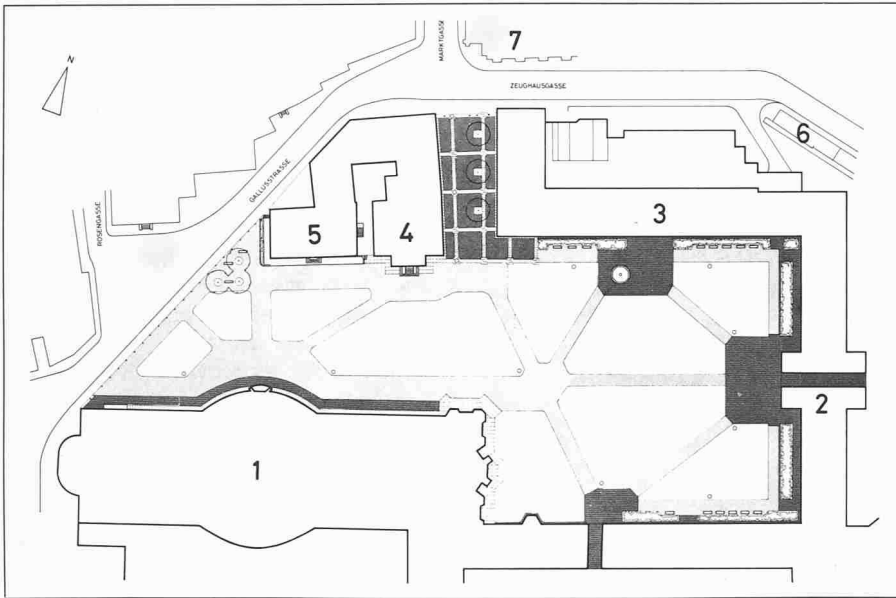 N
MARKTGASSE
7
ZEUGHAUSGASSE
6
GALLUSSTRASSE
ROSENGASSE
5
4
3
2
1